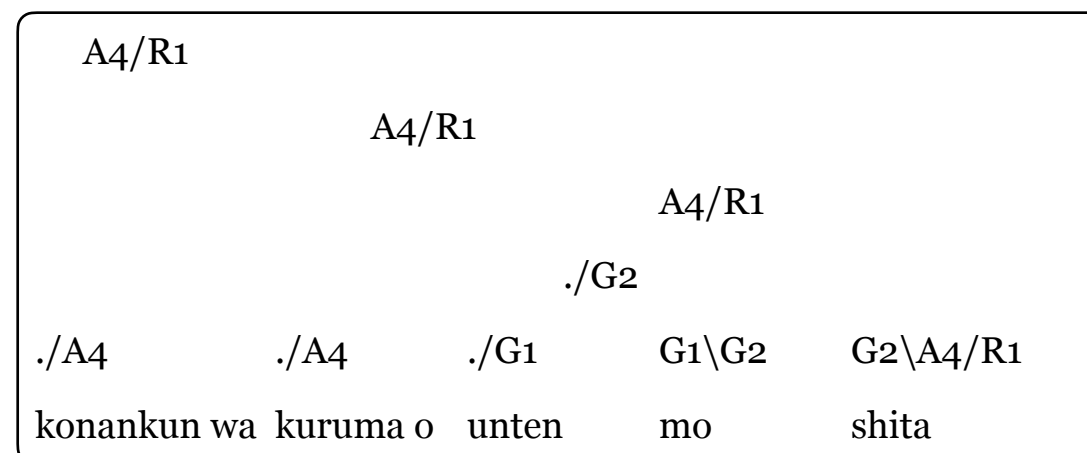 A4/R1
A4/R1
A4/R1
./G2
./A4 ./A4 ./G1 G1\G2 G2\A4/R1
konankun wa kuruma o unten mo shita